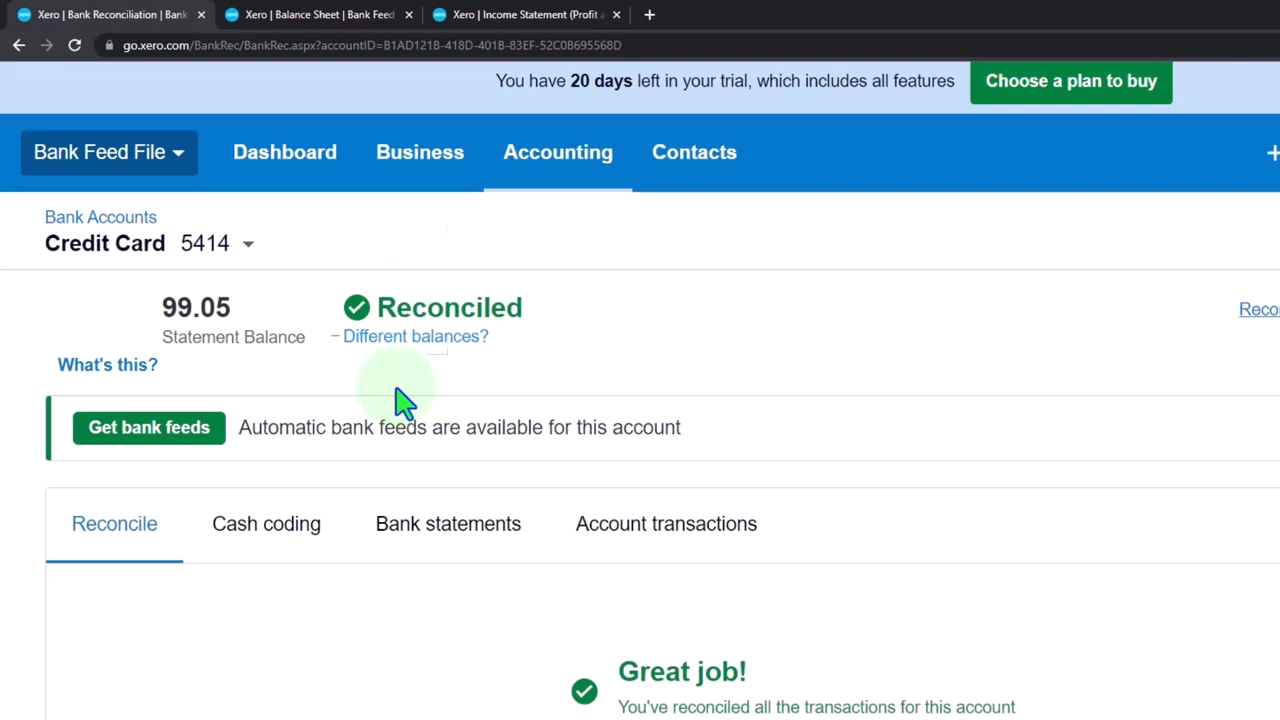 Xero | Bank Reconciliation | Bank
Xero | Balance Sheet | Bank Feed
Xero | Income Statement (Profit a
go.xero.com/BankRec/BankRec.aspx?accountID=B1AD121B-418D-401B-83EF-52C0B695568D
You have 20 days left in your trial, which includes all features
Choose a plan to buy
Bank Feed File Dashboard Business Accounting Contacts
Bank Accounts
Credit Card 5414
99.05 Reconciled
Statement Balance Different balances?
Recon
What's this?
Get bank feeds Automatic bank feeds are available for this account
Reconcile Cash coding Bank statements Account transactions
Great job!
You've reconciled all the transactions for this account